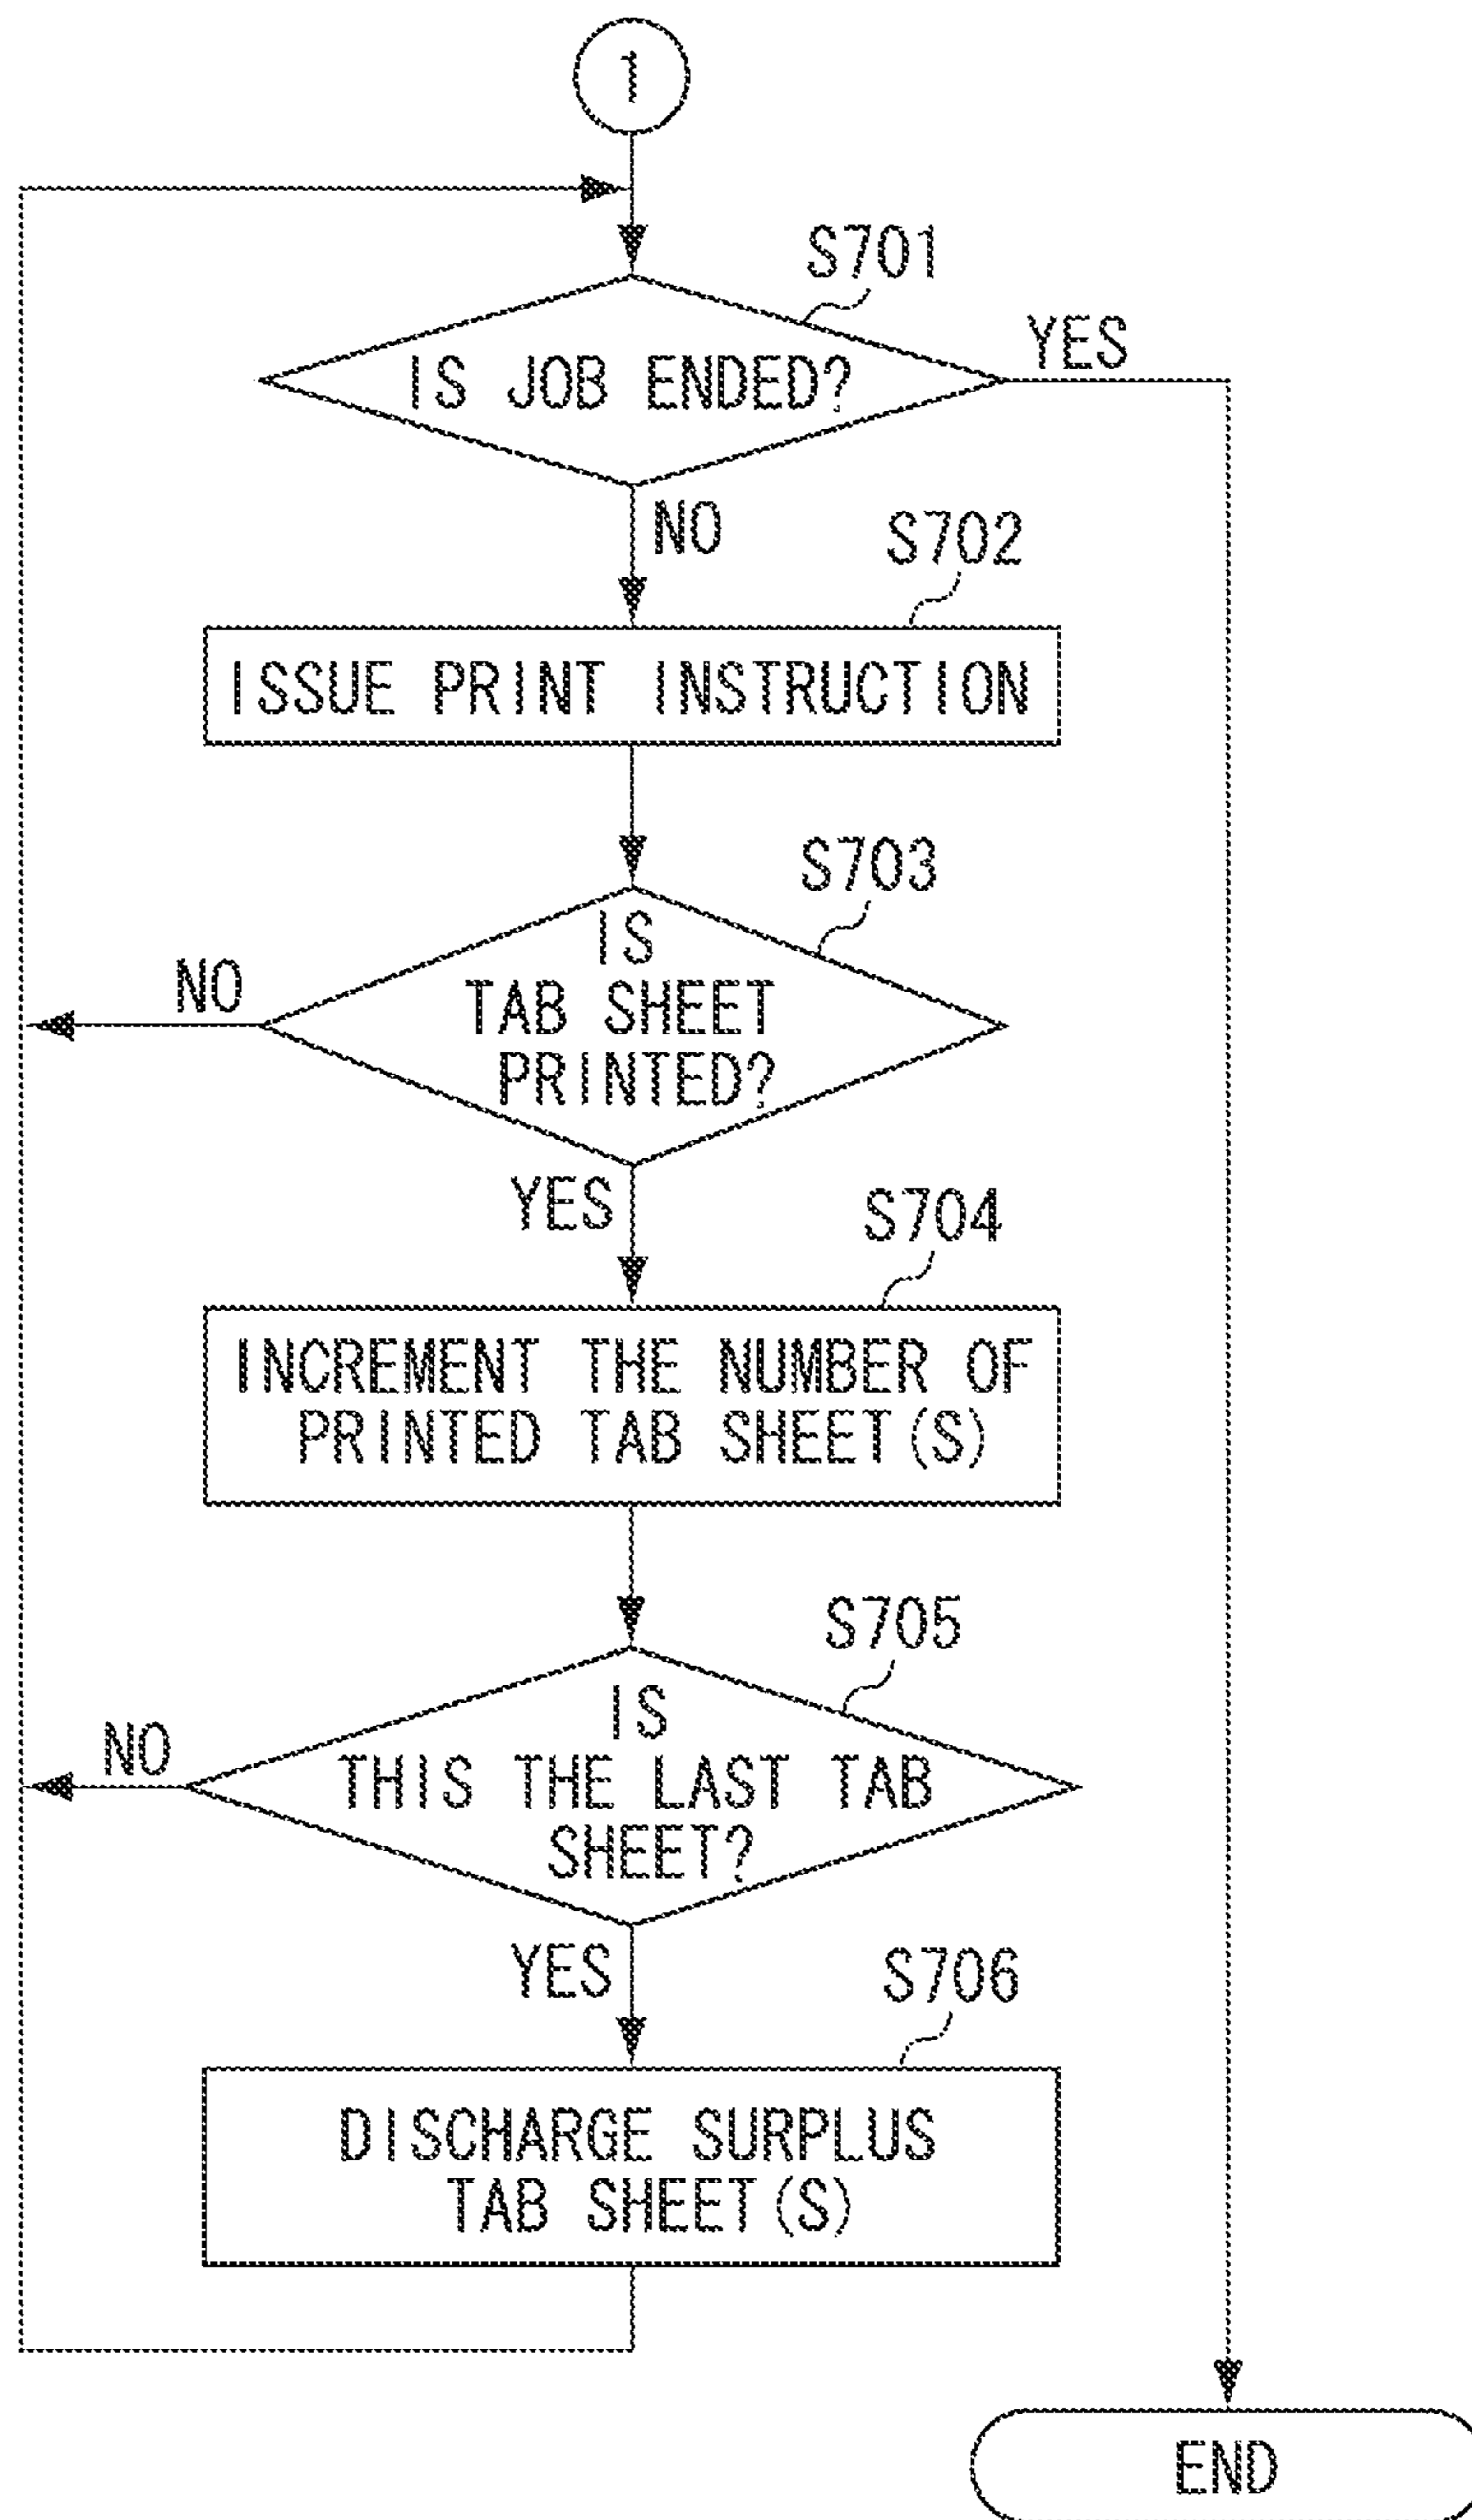 1
S701
IS JOB ENDED?
YES
NO
S702
ISSUE PRINT INSTRUCTION
S703
IS
TAB SHEET
PRINTED?
NO
YES
S704
INCREMENT THE NUMBER OF
PRINTED TAB SHEET(S)
S705
IS
THIS THE LAST TAB
SHEET?
NO
YES
S706
DISCHARGE SURPLUS
TAB SHEET(S)
END